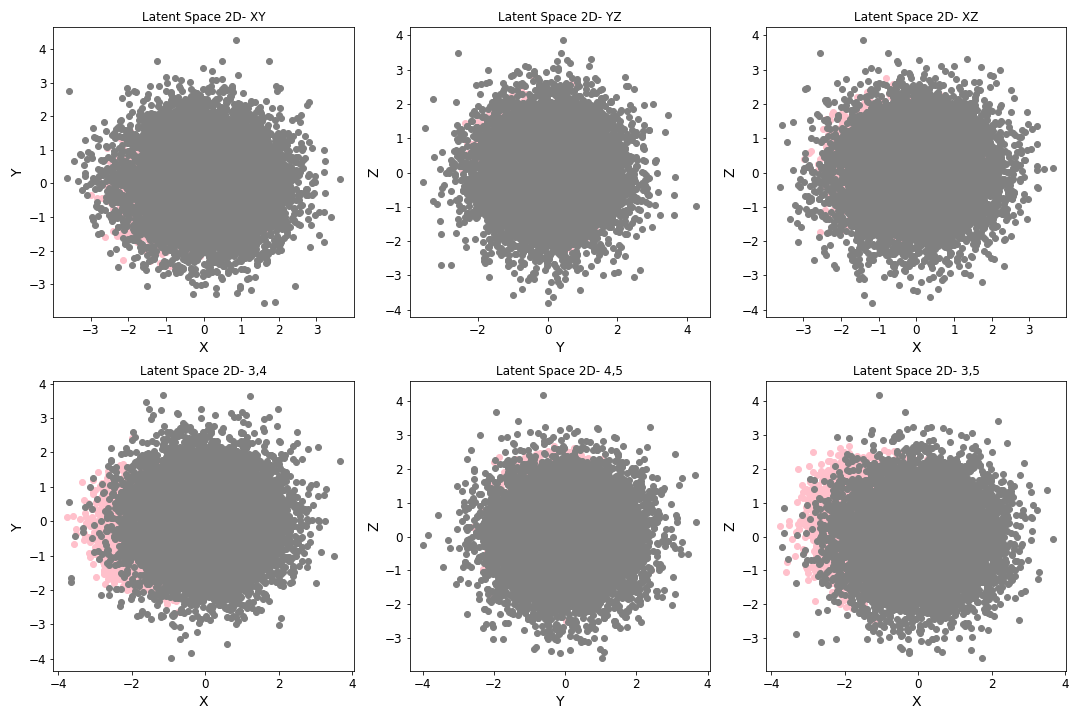 Latent Space 2D- XY
Y
4
3
2
1
0
−1
−2
−3
−3 −2 −1 0 1 2 3
X
Latent Space 2D- YZ
Z
4
3
2
1
0
−1
−2
−3
−4
−2 0 2 4
Y
Latent Space 2D- XZ
Z
4
3
2
1
0
−1
−2
−3
−4
−3 −2 −1 0 1 2 3
X
Latent Space 2D- 3,4
Y
4
3
2
1
0
−1
−2
−3
−4
−4 −2 0 2 4
X
Latent Space 2D- 4,5
Z
4
3
2
1
0
−1
−2
−3
−4 −2 0 2 4
Y
Latent Space 2D- 3,5
Z
4
3
2
1
0
−1
−2
−3
−4 −2 0 2 4
X